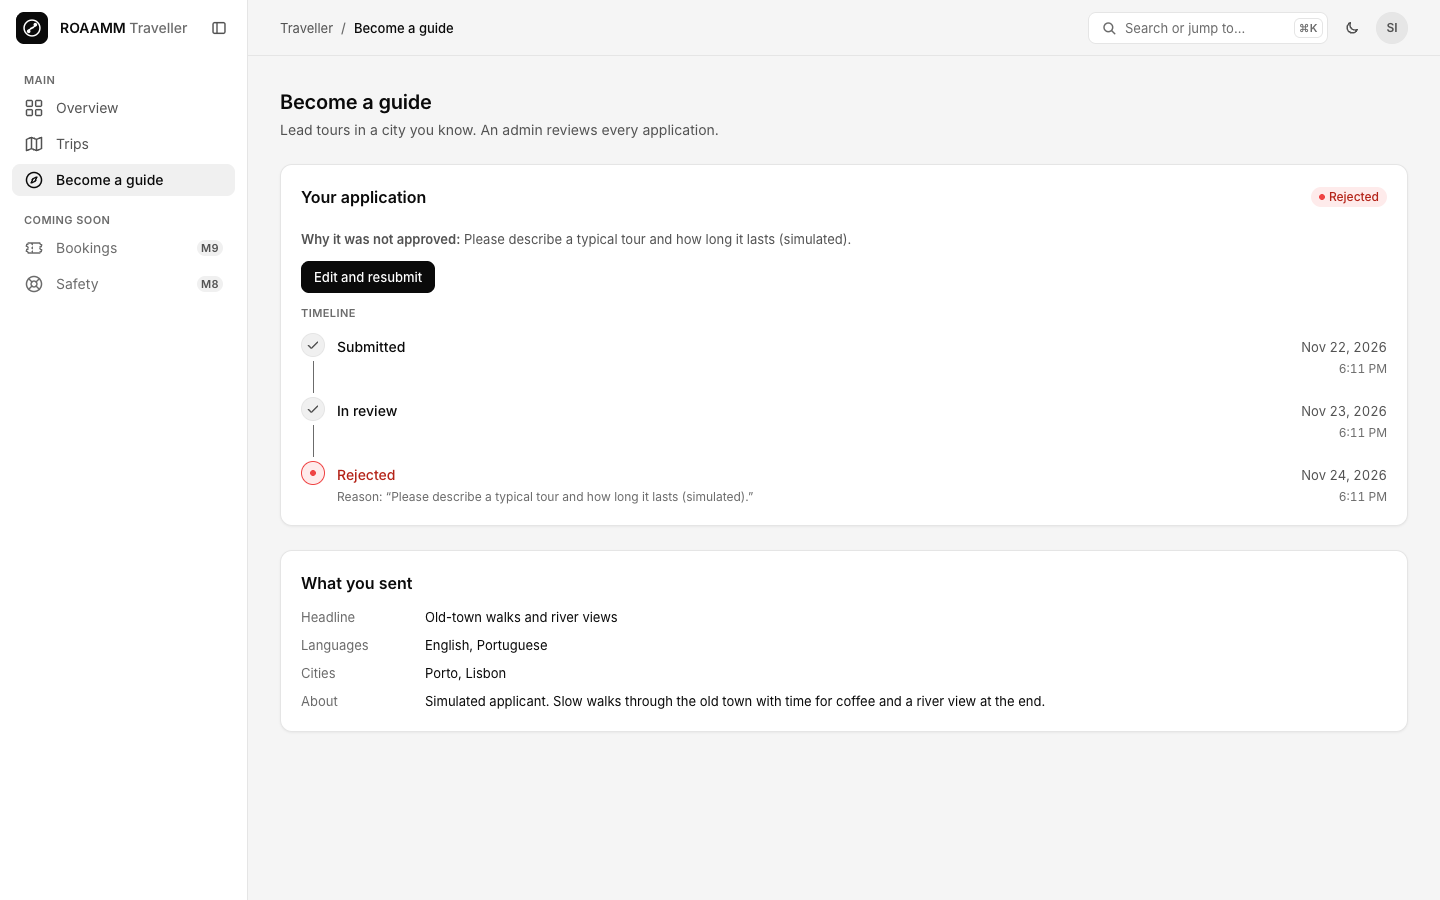 ROAAMM Traveller
Traveller / Become a guide
Search or jump to...
⌘K
SI
MAIN
Overview
Trips
Become a guide
COMING SOON
Bookings M9
Safety M8
Become a guide
Lead tours in a city you know. An admin reviews every application.
Your application
Rejected
Why it was not approved: Please describe a typical tour and how long it lasts (simulated).
Edit and resubmit
TIMELINE
Submitted Nov 22, 2026
6:11 PM
In review Nov 23, 2026
6:11 PM
Rejected Nov 24, 2026
Reason: “Please describe a typical tour and how long it lasts (simulated).” 6:11 PM
What you sent
Headline Old-town walks and river views
Languages English, Portuguese
Cities Porto, Lisbon
About Simulated applicant. Slow walks through the old town with time for coffee and a river view at the end.